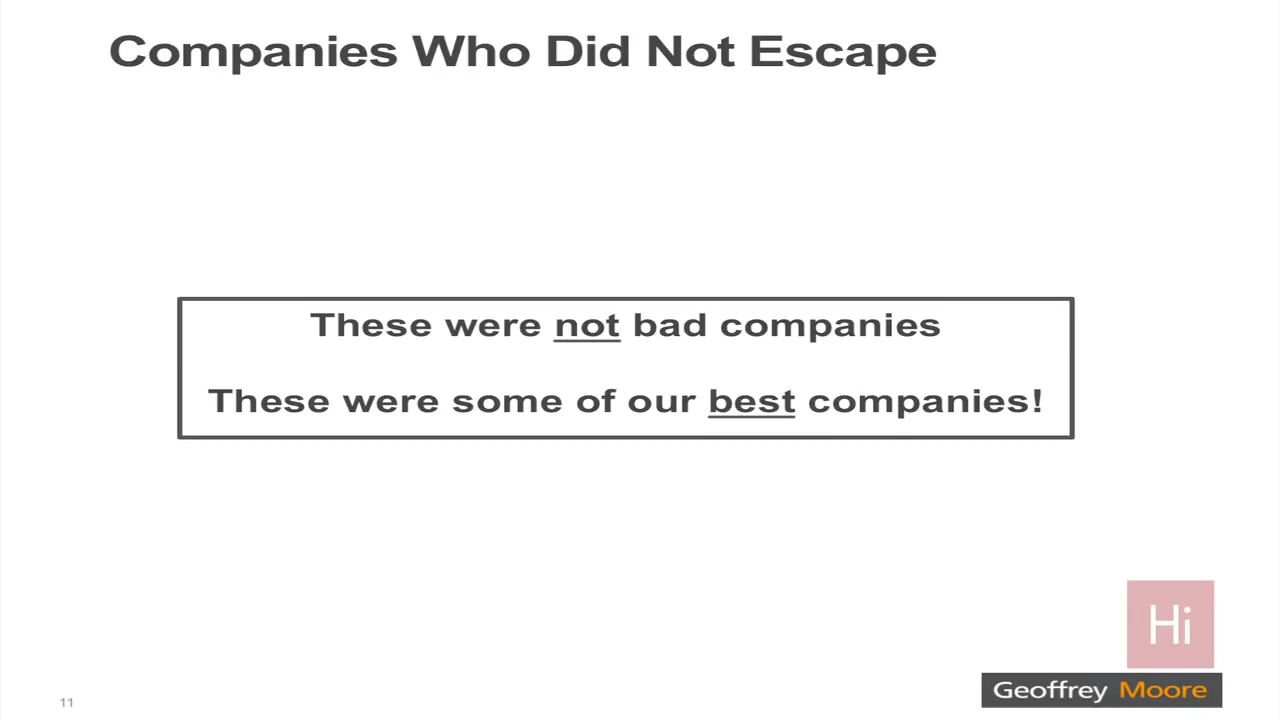 Companies Who Did Not Escape
These were not bad companies
These were some of our best companies!
Hi
Geoffrey Moore
11